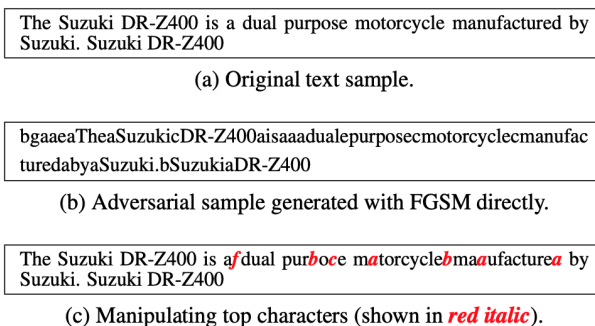 The Suzuki DR-Z400 is a dual purpose motorcycle manufactured by
Suzuki. Suzuki DR-Z400
(a) Original text sample.
bgaaeaTheaSuzukicDR-Z400aisaaadualepurposecmotorcyclecmanufac
turedabyaSuzuki.bSuzukiaDR-Z400
(b) Adversarial sample generated with FGSM directly.
The Suzuki DR-Z400 is afdual purboce matorcyclebmaaufacturea by
Suzuki. Suzuki DR-Z400
(c) Manipulating top characters (shown in red italic).